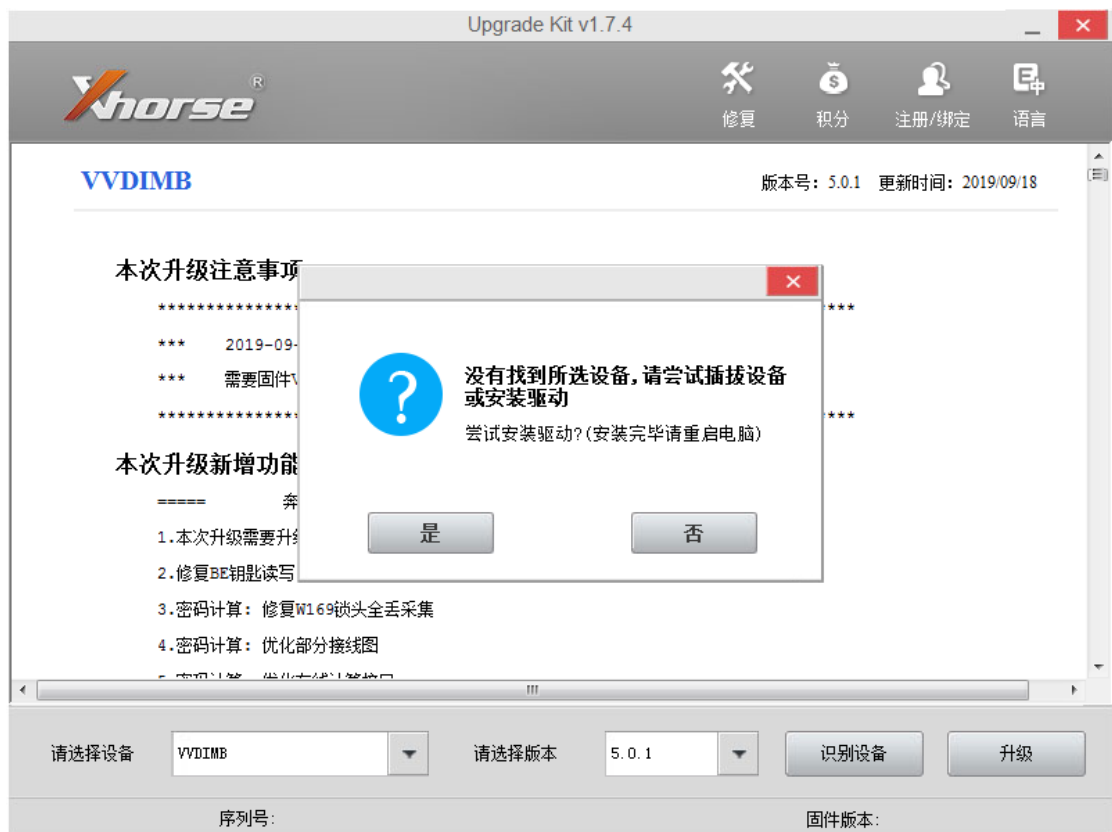 Upgrade Kit v1.7.4
Xhorse®
修复
积分
注册/绑定
语言
VVDIMB
版本号: 5.0.1 更新时间: 2019/09/18
本次升级注意事项
*** 2019-09-
*** 需要固件V
没有找到所选设备,请尝试插拔设备
或安装驱动
尝试安装驱动?(安装完毕请重启电脑)
是
否
本次升级新增功能
===== 奔
1.本次升级需要升级
2.修复BE钥匙读写
3.密码计算: 修复W169锁头全丢采集
4.密码计算: 优化部分接线图
请选择设备
VVDIMB
请选择版本
5.0.1
识别设备
升级
序列号:
固件版本: